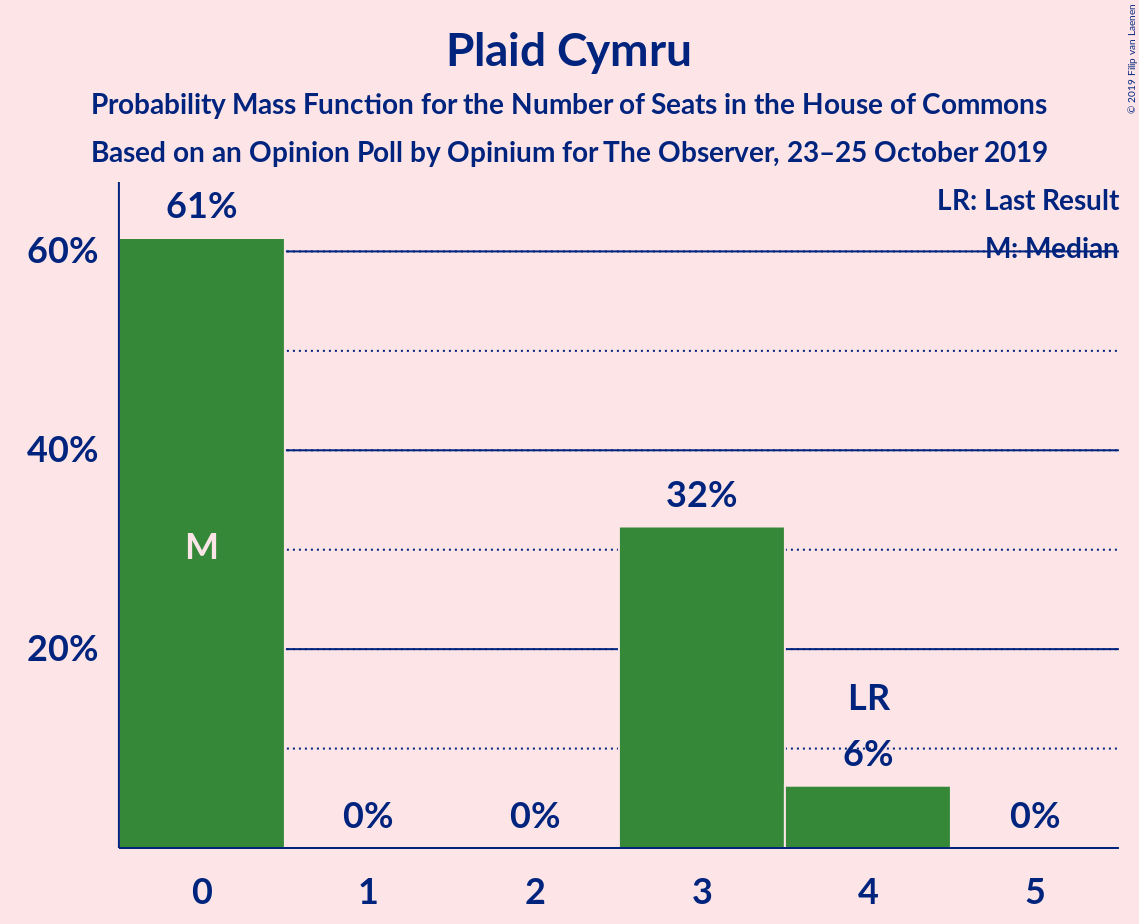 Plaid Cymru
Probability Mass Function for the Number of Seats in the House of Commons
Based on an Opinion Poll by Opinium for The Observer, 23–25 October 2019
© 2019 Filip van Laenen
LR: Last Result
M: Median
61%
60%
40%
32%
M
20%
LR
6%
0%
0%
0%
0
1
2
3
4
5